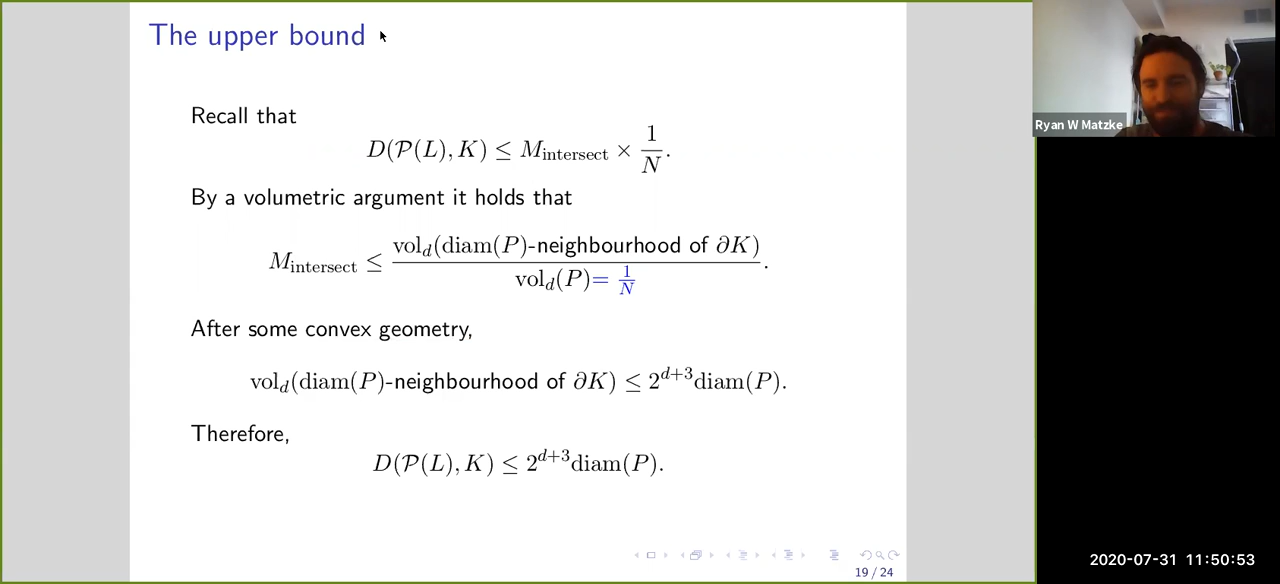 The upper bound
Recall that
D(𝒫(L), K) ≤ M_intersect × 1/N.
By a volumetric argument it holds that
M_intersect ≤ vol_d(diam(P)-neighbourhood of ∂K) / vol_d(P)= 1/N.
After some convex geometry,
vol_d(diam(P)-neighbourhood of ∂K) ≤ 2^{d+3}diam(P).
Therefore,
D(𝒫(L), K) ≤ 2^{d+3}diam(P).
19 / 24
Ryan W Matzke
2020-07-31 11:50:53